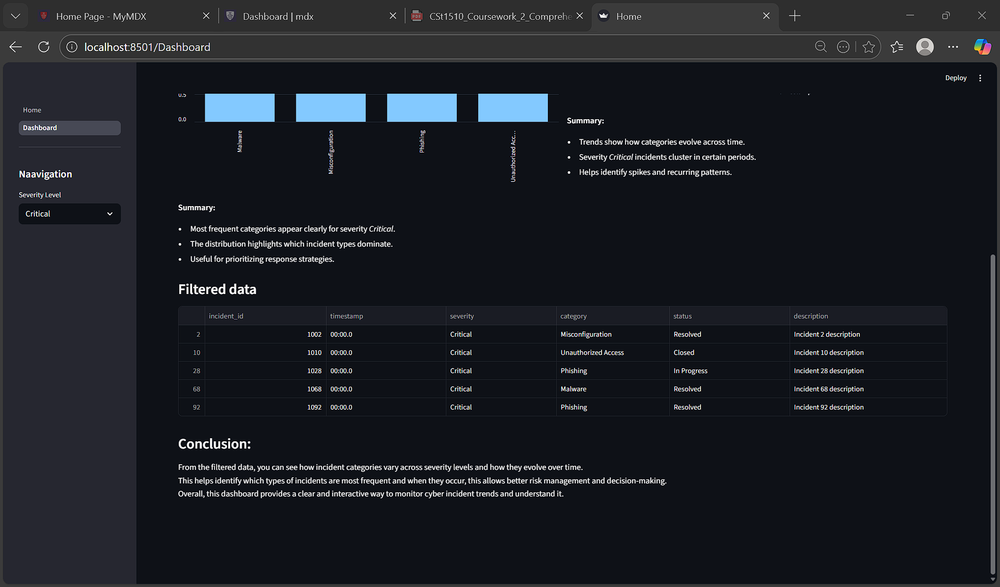 Home Page - MyMDX
Dashboard | mdx
PDF
CSt1510_Coursework_2_Comprehe
Home
localhost:8501/Dashboard
Deploy
Home
Dashboard
Naavigation
Severity Level
Critical
0.5
0.0
Malware
Misconfiguration
Phishing
Unauthorized Acc...
Summary:
Trends show how categories evolve across time.
Severity Critical incidents cluster in certain periods.
Helps identify spikes and recurring patterns.
Summary:
Most frequent categories appear clearly for severity Critical.
The distribution highlights which incident types dominate.
Useful for prioritizing response strategies.
Filtered data
incident_id timestamp severity category status description
2 1002 00:00.0 Critical Misconfiguration Resolved Incident 2 description
10 1010 00:00.0 Critical Unauthorized Access Closed Incident 10 description
28 1028 00:00.0 Critical Phishing In Progress Incident 28 description
68 1068 00:00.0 Critical Malware Resolved Incident 68 description
92 1092 00:00.0 Critical Phishing Resolved Incident 92 description
Conclusion:
From the filtered data, you can see how incident categories vary across severity levels and how they evolve over time.
This helps identify which types of incidents are most frequent and when they occur, this allows better risk management and decision-making.
Overall, this dashboard provides a clear and interactive way to monitor cyber incident trends and understand it.